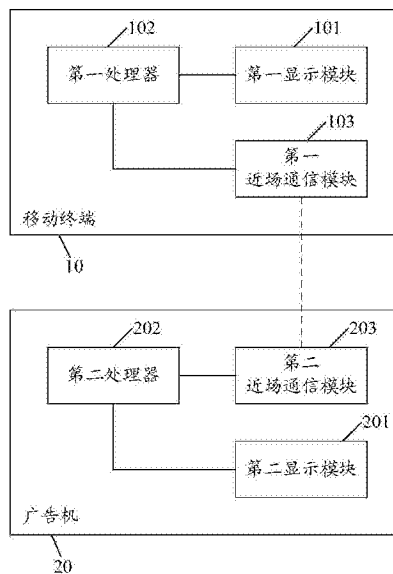 102
101
第一处理器
第一显示模块
103
第一
近场通信模块
移动终端
10
202
203
第二处理器
第二
近场通信模块
201
第二显示模块
广告机
20